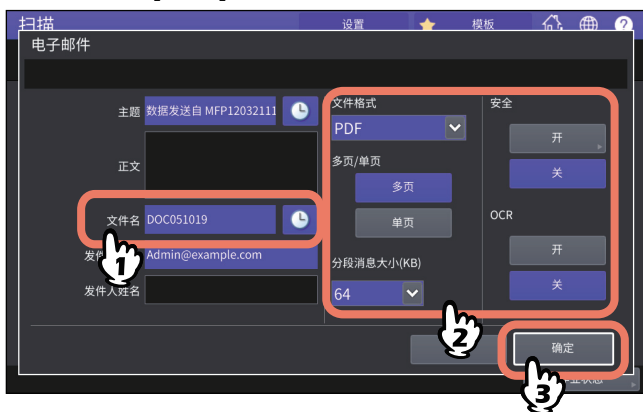 扫描
设置
模板
电子邮件
主题
数据发送自 MFP12032111
正文
文件名
DOC051019
Admin@example.com
发件人姓名
文件格式
PDF
多页/单页
多页
单页
分段消息大小(KB)
64
安全
开
关
OCR
开
关
确定
1
2
3